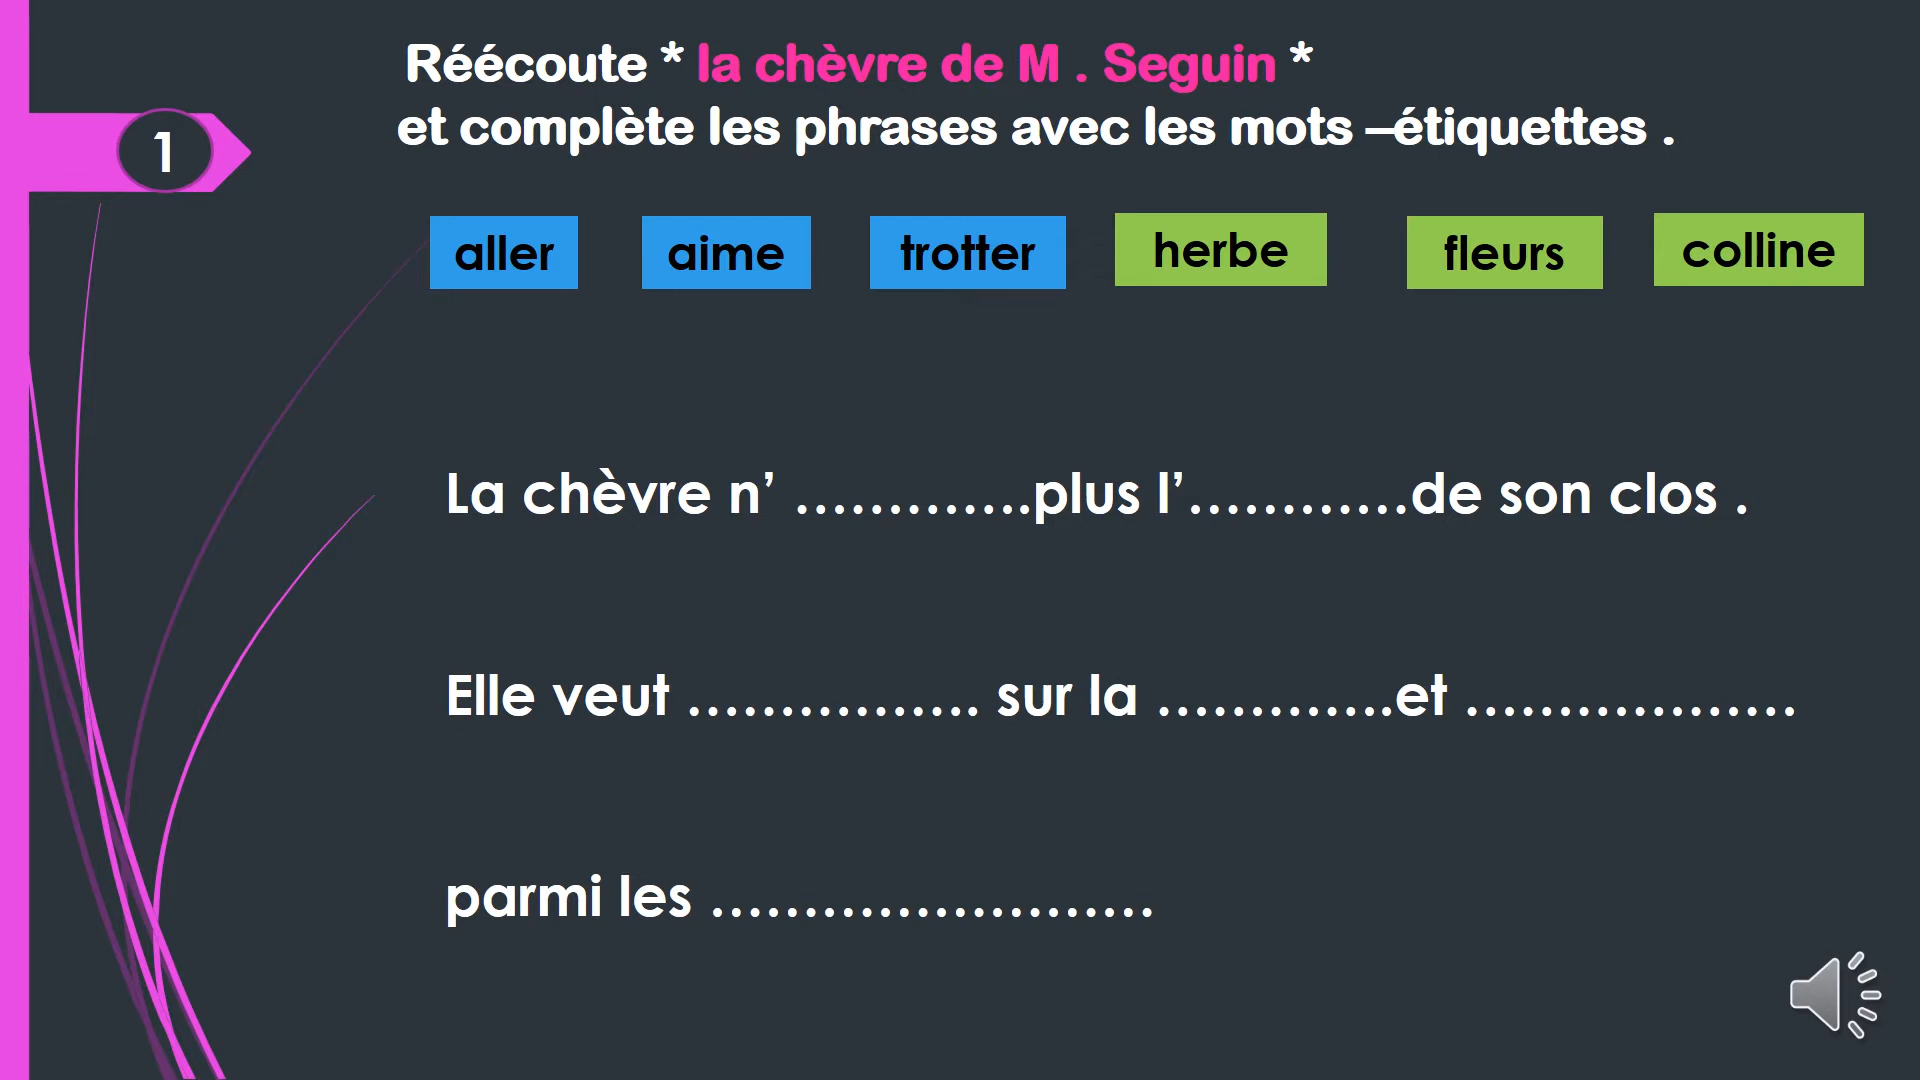 Réécoute * la chèvre de M . Seguin *
et complète les phrases avec les mots –étiquettes .
1
aller aime trotter herbe fleurs colline
La chèvre n’ ………….plus l’…………de son clos .
Elle veut ……………. sur la ………….et ………………
parmi les ……………………